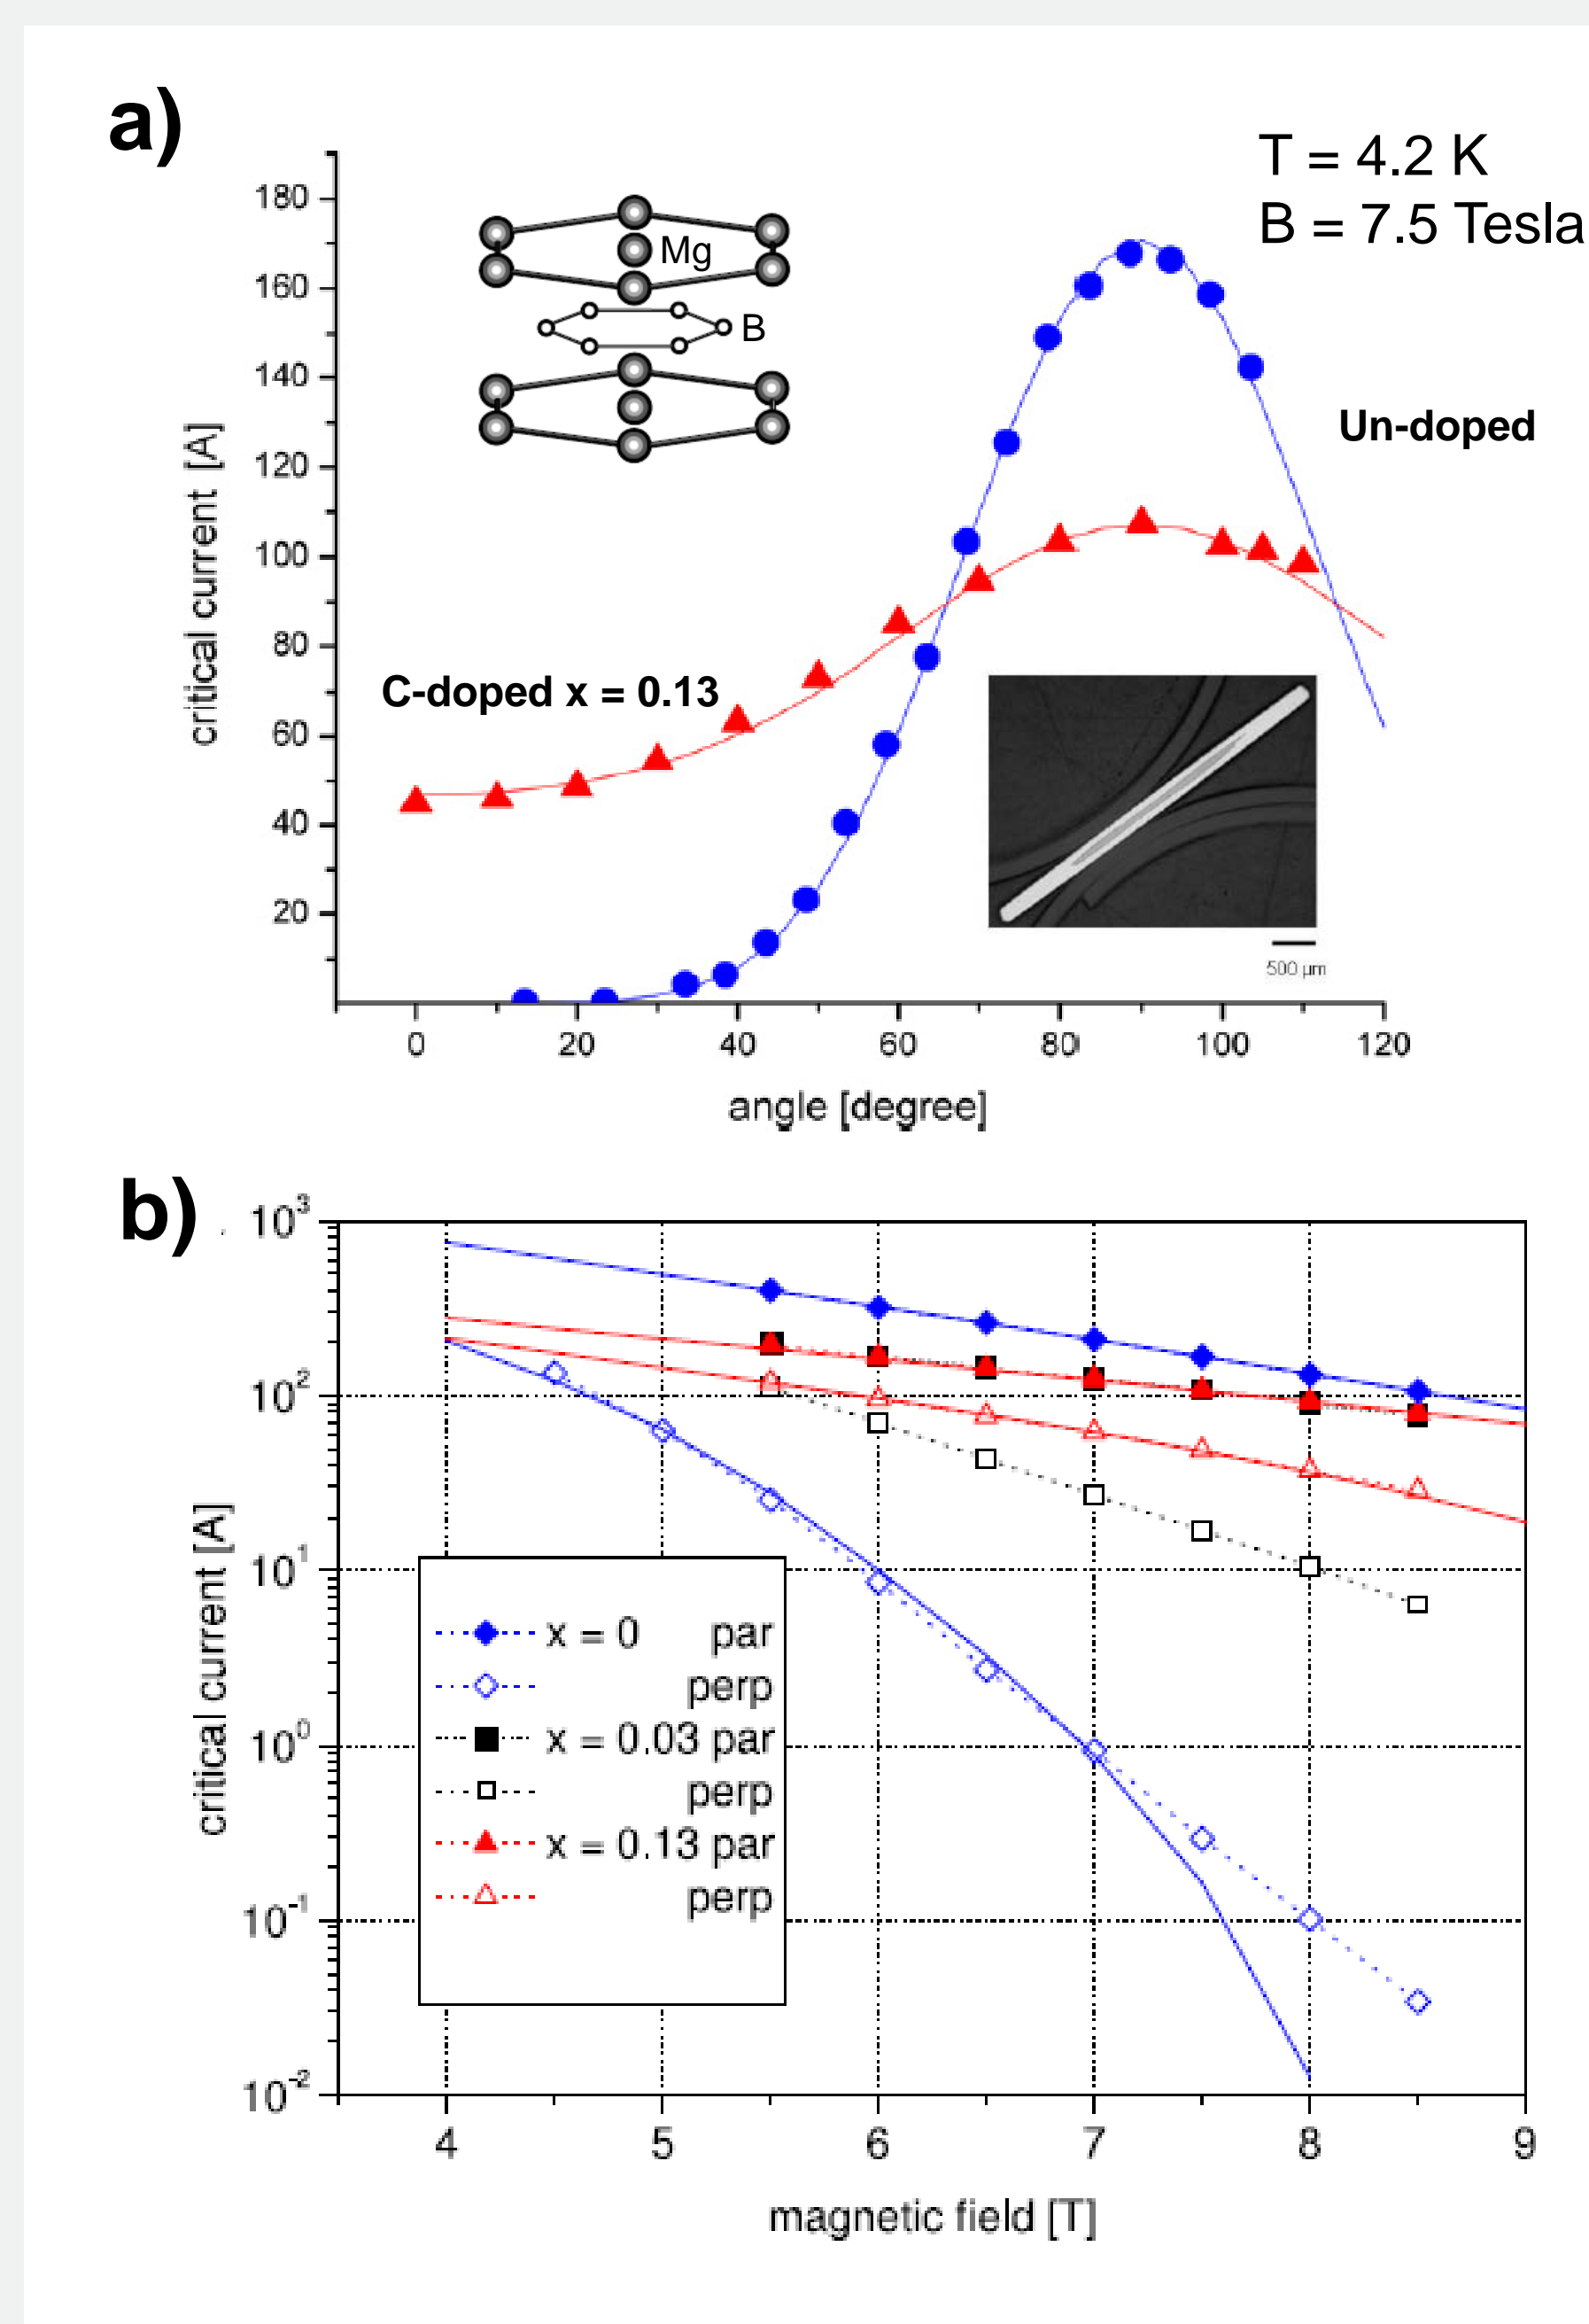 a)
T = 4.2 K
B = 7.5 Tesla
180
160
140
120
100
80
60
40
20
critical current [A]
Mg
B
Un-doped
C-doped x = 0.13
500 µm
0 20 40 60 80 100 120
angle [degree]
b)
10³
10²
10¹
10⁰
10⁻¹
10⁻²
critical current [A]
x = 0 par
perp
x = 0.03 par
perp
x = 0.13 par
perp
4 5 6 7 8 9
magnetic field [T]